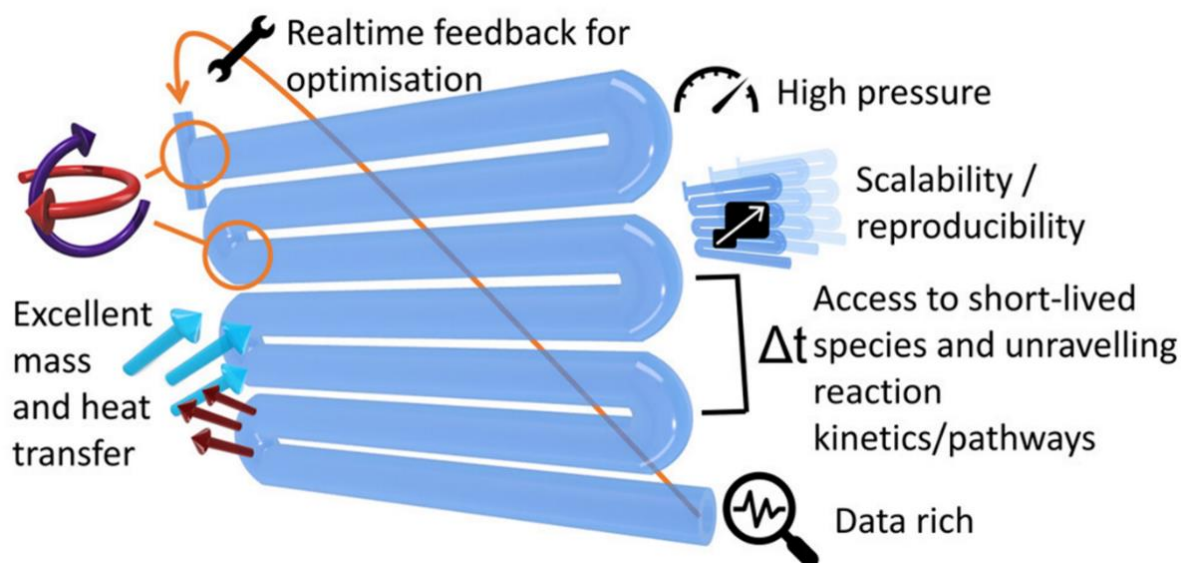 Realtime feedback for
optimisation
High pressure
Scalability /
reproducibility
Excellent
mass
and heat
transfer
Access to short-lived
Δt species and unravelling
reaction
kinetics/pathways
Data rich